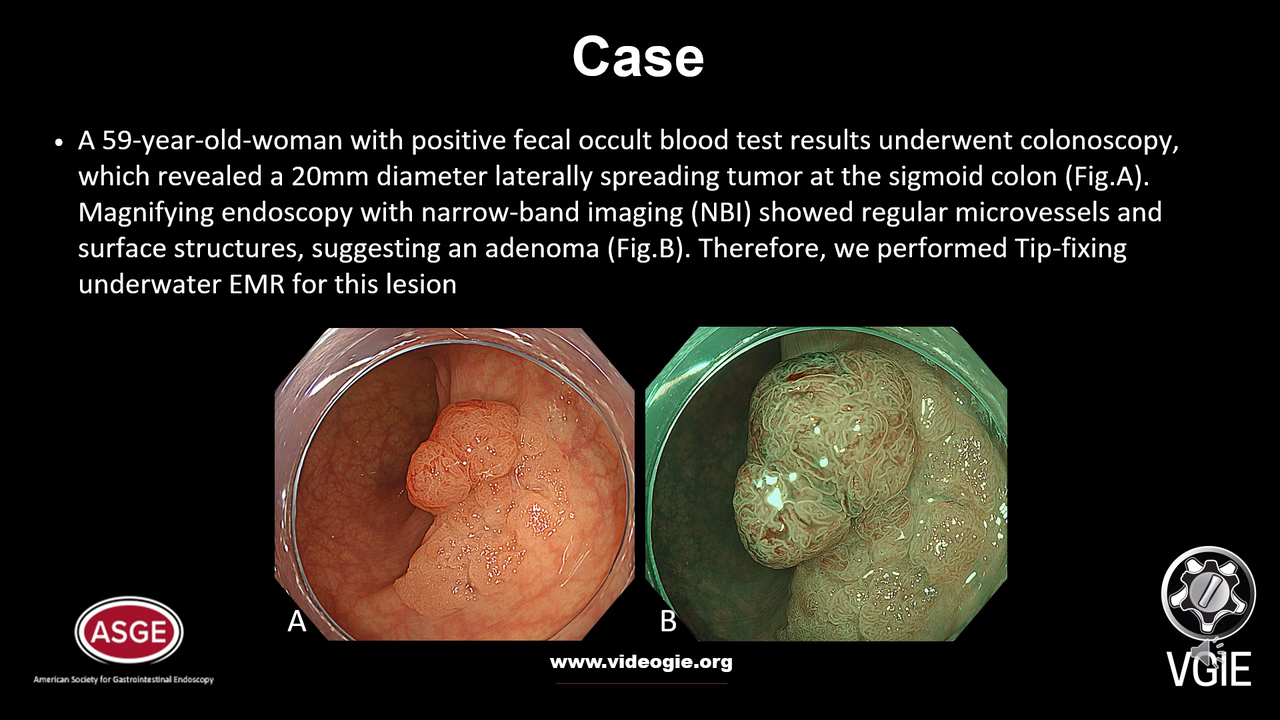 Case
• A 59-year-old-woman with positive fecal occult blood test results underwent colonoscopy,
which revealed a 20mm diameter laterally spreading tumor at the sigmoid colon (Fig.A).
Magnifying endoscopy with narrow-band imaging (NBI) showed regular microvessels and
surface structures, suggesting an adenoma (Fig.B). Therefore, we performed Tip-fixing
underwater EMR for this lesion
A
B
ASGE
American Society for Gastrointestinal Endoscopy
www.videogie.org
VGIE